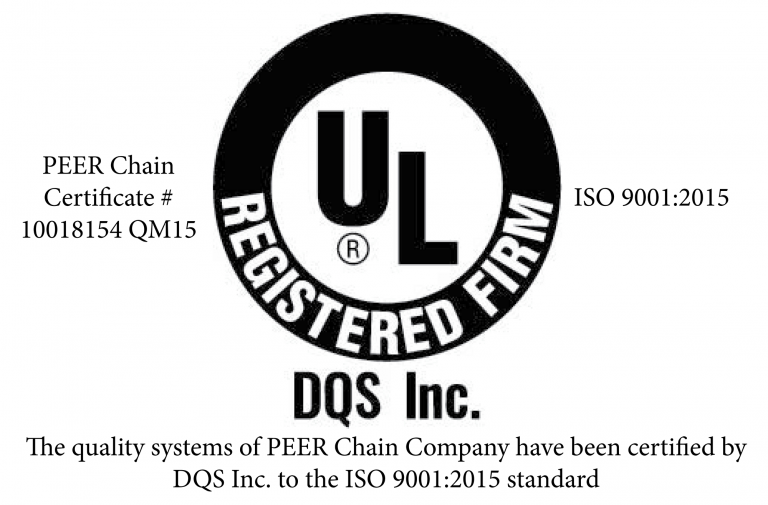 PEER Chain
Certificate #
10018154 QM15
UL
®
REGISTERED FIRM
DQS Inc.
ISO 9001:2015
The quality systems of PEER Chain Company have been certified by
DQS Inc. to the ISO 9001:2015 standard